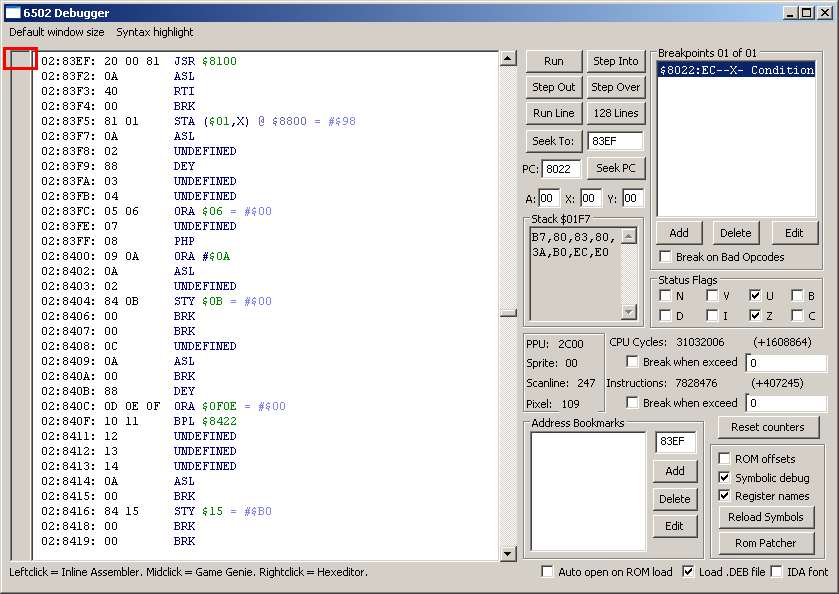 6502 Debugger
Default window size Syntax highlight
02:83EF: 20 00 81 JSR $8100
02:83F2: 0A ASL
02:83F3: 40 RTI
02:83F4: 00 BRK
02:83F5: 81 01 STA ($01,X) @ $8800 = #$98
02:83F7: 0A ASL
02:83F8: 02 UNDEFINED
02:83F9: 88 DEY
02:83FA: 03 UNDEFINED
02:83FB: 04 UNDEFINED
02:83FC: 05 06 ORA $06 = #$00
02:83FE: 07 UNDEFINED
02:83FF: 08 PHP
02:8400: 09 0A ORA #$0A
02:8402: 0A ASL
02:8403: 02 UNDEFINED
02:8404: 84 0B STY $0B = #$00
02:8406: 00 BRK
02:8407: 00 BRK
02:8408: 0C UNDEFINED
02:8409: 0A ASL
02:840A: 00 BRK
02:840B: 88 DEY
02:840C: 0D 0E 0F ORA $0F0E = #$00
02:840F: 10 11 BPL $8422
02:8411: 12 UNDEFINED
02:8413: 13 UNDEFINED
02:8413: 14 UNDEFINED
02:8414: 0A ASL
02:8415: 00 BRK
02:8416: 84 15 STY $15 = #$B0
02:8418: 00 BRK
02:8419: 00 BRK
Run Step Into
Step Out Step Over
Run Line 128 Lines
Seek To: 83EF
PC: 8022 Seek PC
A: 00 X: 00 Y: 00
Stack $01F7
B7,80,83,80,
3A,B0,EC,E0
Breakpoints 01 of 01
$8022:EC--X- Condition
Add Delete Edit
Break on Bad Opcodes
Status Flags
N V U B
D I Z C
PPU: 2C00
Sprite: 00
Scanline: 247
Pixel: 109
CPU Cycles: 31032006 (+1608864)
Break when exceed 0
Instructions: 7828476 (+407245)
Break when exceed 0
Address Bookmarks
83EF
Add
Delete
Edit
Reset counters
ROM offsets
Symbolic debug
Register names
Reload Symbols
Rom Patcher
Leftclick = Inline Assembler. Midclick = Game Genie. Rightclick = Hexeditor.
Auto open on ROM load Load .DEB file IDA font